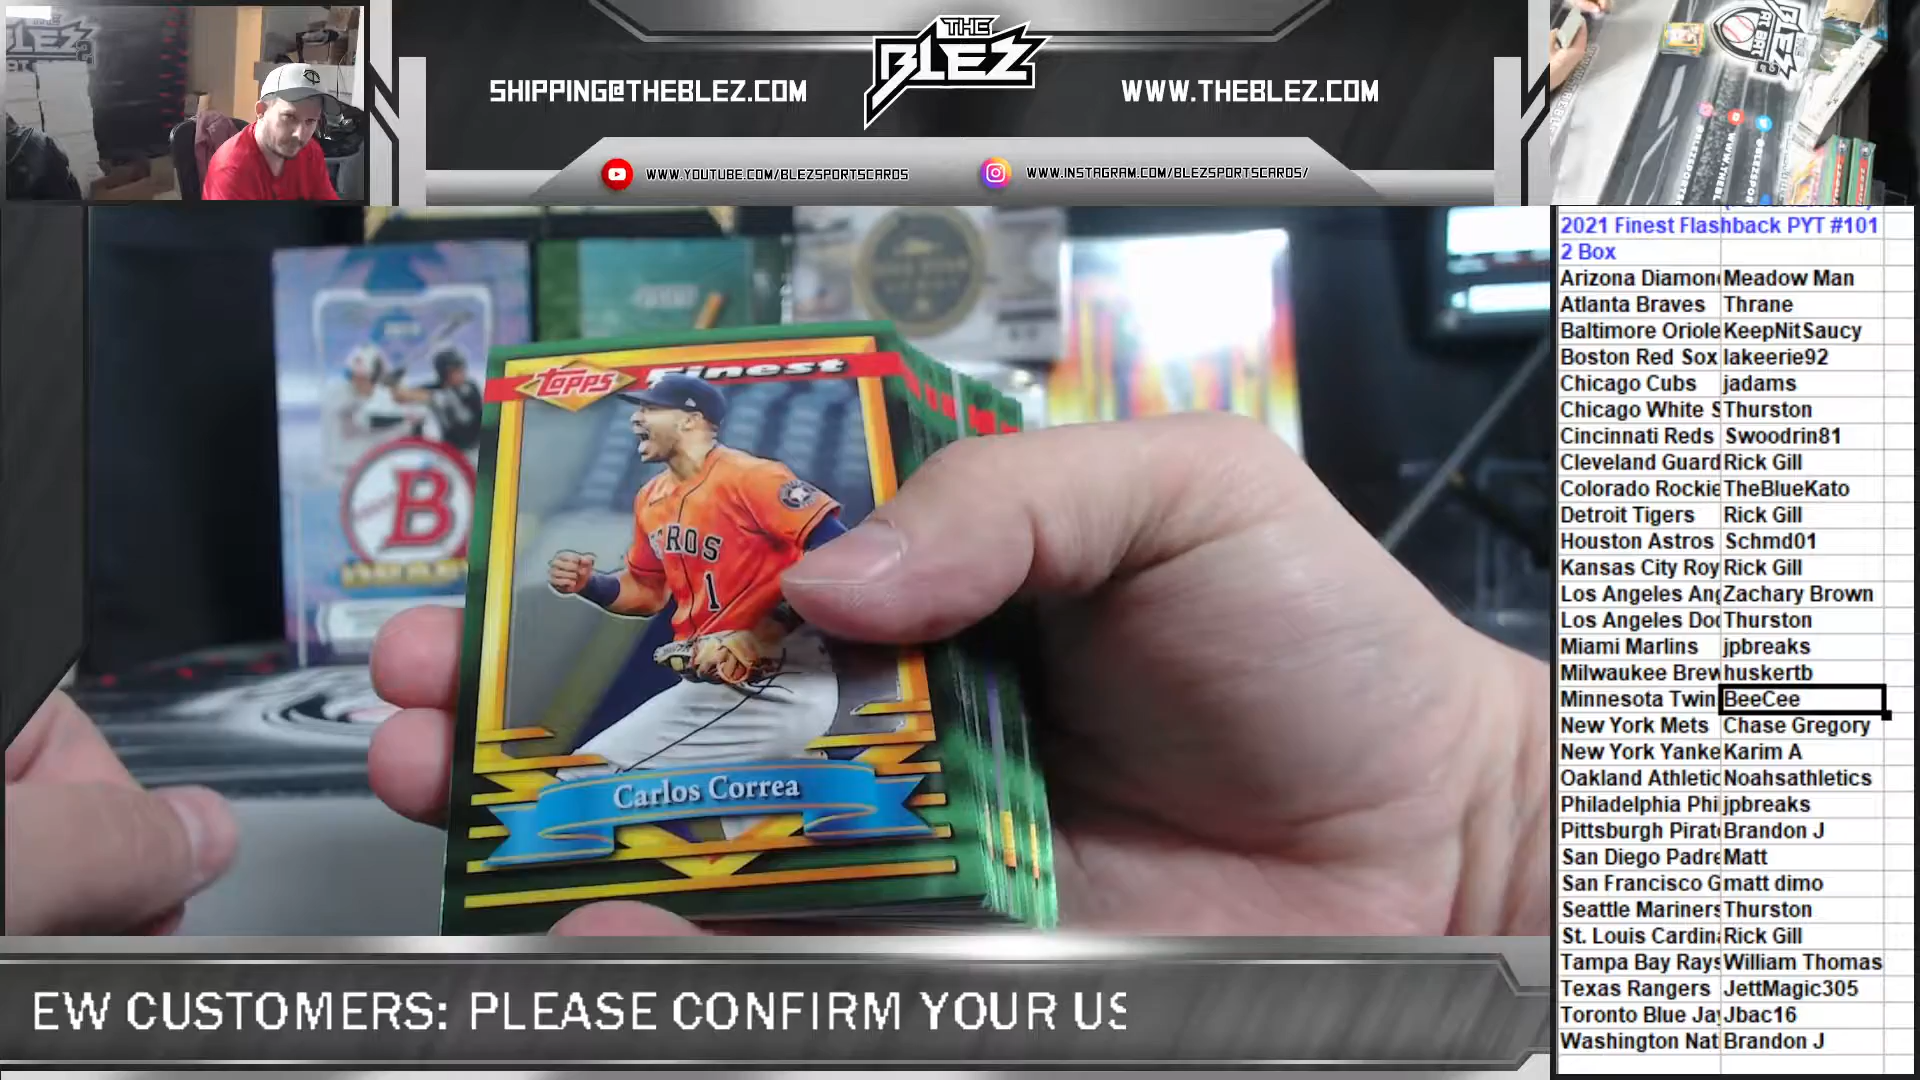 THE
BLEZ
SHIPPING@THEBLEZ.COM
WWW.THEBLEZ.COM
WWW.YOUTUBE.COM/BLEZSPORTSCARDS
WWW.INSTAGRAM.COM/BLEZSPORTSCARDS/
TOPPS Finest
ROS
1
Carlos Correa
B
2021 Finest Flashback PYT #101
2 Box
Arizona Diamon Meadow Man
Atlanta Braves Thrane
Baltimore Oriole KeepNitSaucy
Boston Red Sox lakeerie92
Chicago Cubs jadams
Chicago White S Thurston
Cincinnati Reds Swoodrin81
Cleveland Guard Rick Gill
Colorado Rockie TheBlueKato
Detroit Tigers Rick Gill
Houston Astros Schmd01
Kansas City Roy Rick Gill
Los Angeles Ang Zachary Brown
Los Angeles Dod Thurston
Miami Marlins jpbreaks
Milwaukee Brew huskertb
Minnesota Twin BeeCee
New York Mets Chase Gregory
New York Yanke Karim A
Oakland Athletic Noahsathletics
Philadelphia Phi jpbreaks
Pittsburgh Pirate Brandon J
San Diego Padre Matt
San Francisco G matt dimo
Seattle Mariners Thurston
St. Louis Cardina Rick Gill
Tampa Bay Rays William Thomas
Texas Rangers JettMagic305
Toronto Blue Jay Jbac16
Washington Nat Brandon J
EW CUSTOMERS: PLEASE CONFIRM YOUR US